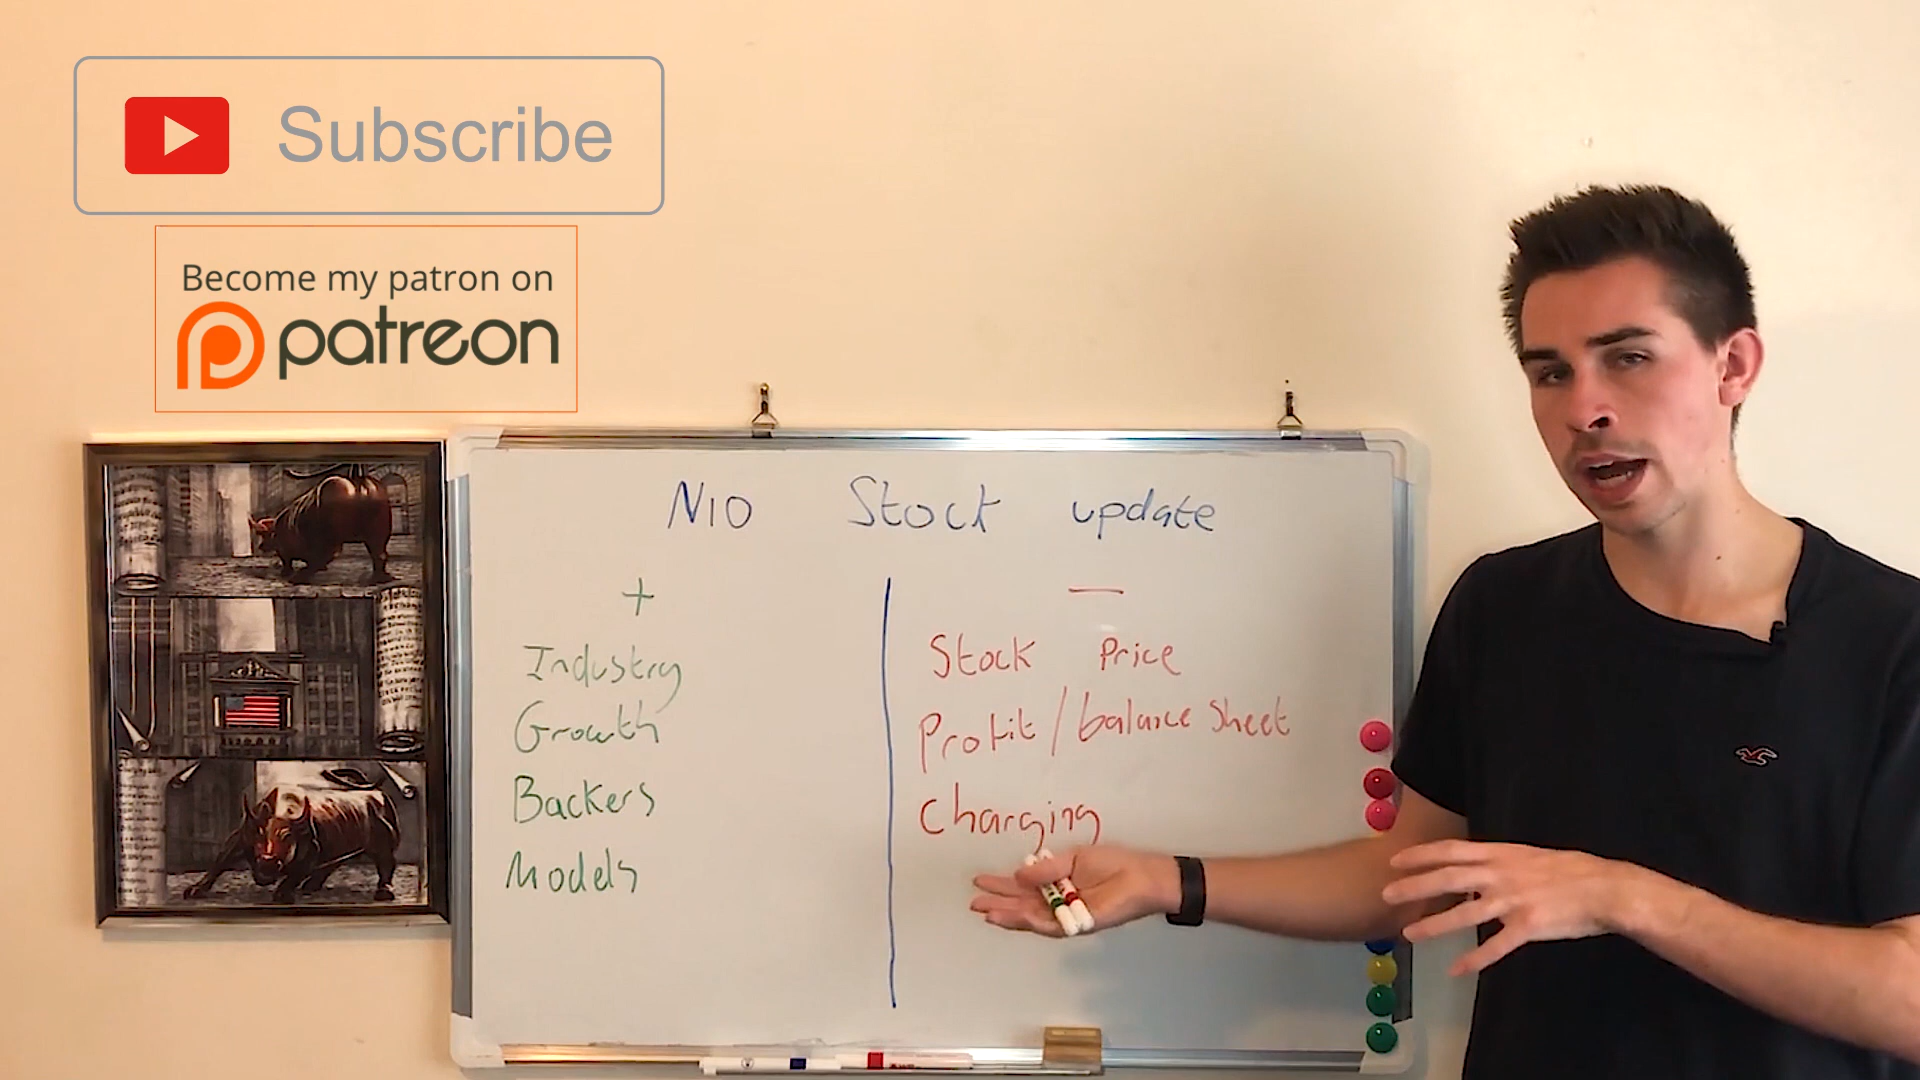 Subscribe
Become my patron on
patreon
NIO Stock update
+ —
Industry
Growth
Backers
Models
Stock Price
Profit / balance sheet
Charging